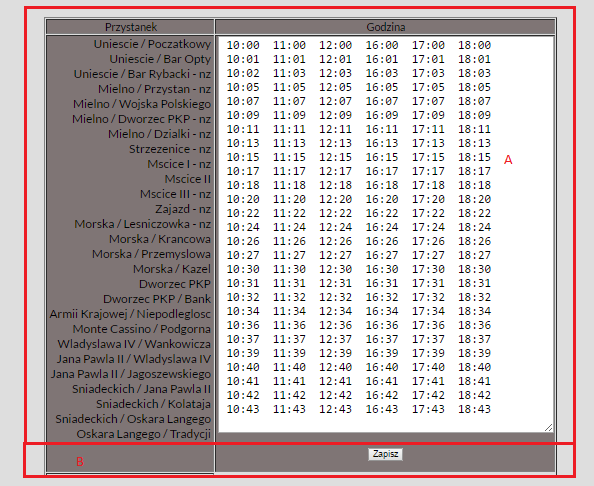 Przystanek
Uniescie / Poczatkowy
Uniescie / Bar Opty
Uniescie / Bar Rybacki - nz
Mielno / Przystan - nz
Mielno / Wojska Polskiego
Mielno / Dworzec PKP - nz
Mielno / Dzialki - nz
Strzezenice - nz
Mscice I - nz
Mscice II
Mscice III - nz
Zajazd - nz
Morska / Lesniczowka - nz
Morska / Krancowa
Morska / Przemyslowa
Morska / Kazel
Dworzec PKP
Dworzec PKP / Bank
Armii Krajowej / Niepodleglosc
Monte Cassino / Podgorna
Wladyslawa IV / Wankowicza
Jana Pawla II / Wladyslawa IV
Jana Pawla II / Jagoszewskiego
Sniadeckich / Jana Pawla II
Sniadeckich / Kolataja
Sniadeckich / Oskara Langego
Oskara Langego / Tradycji
Godzina
10:00 11:00 12:00 16:00 17:00 18:00
10:01 11:01 12:01 16:01 17:01 18:01
10:02 11:03 12:03 16:03 17:03 18:03
10:05 11:05 12:05 16:05 17:05 18:05
10:07 11:07 12:07 16:07 17:07 18:07
10:09 11:09 12:09 16:09 17:09 18:09
10:11 11:11 12:11 16:11 17:11 18:11
10:13 11:13 12:13 16:13 17:13 18:13
10:15 11:15 12:15 16:15 17:15 18:15
10:17 11:17 12:17 16:17 17:17 18:17
10:18 11:18 12:18 16:18 17:18 18:18
10:20 11:20 12:20 16:20 17:20 18:20
10:22 11:22 12:22 16:22 17:22 18:22
10:24 11:24 12:24 16:24 17:24 18:24
10:26 11:26 12:26 16:26 17:26 18:26
10:27 11:27 12:27 16:27 17:27 18:27
10:30 11:30 12:30 16:30 17:30 18:30
10:31 11:31 12:31 16:31 17:31 18:31
10:32 11:32 12:32 16:32 17:32 18:32
10:34 11:34 12:34 16:34 17:34 18:34
10:36 11:36 12:36 16:36 17:36 18:36
10:37 11:37 12:37 16:37 17:37 18:37
10:39 11:39 12:39 16:39 17:39 18:39
10:40 11:40 12:40 16:40 17:40 18:40
10:41 11:41 12:41 16:41 17:41 18:41
10:42 11:42 12:42 16:42 17:42 18:42
10:43 11:43 12:43 16:43 17:43 18:43
A
B
Zapisz